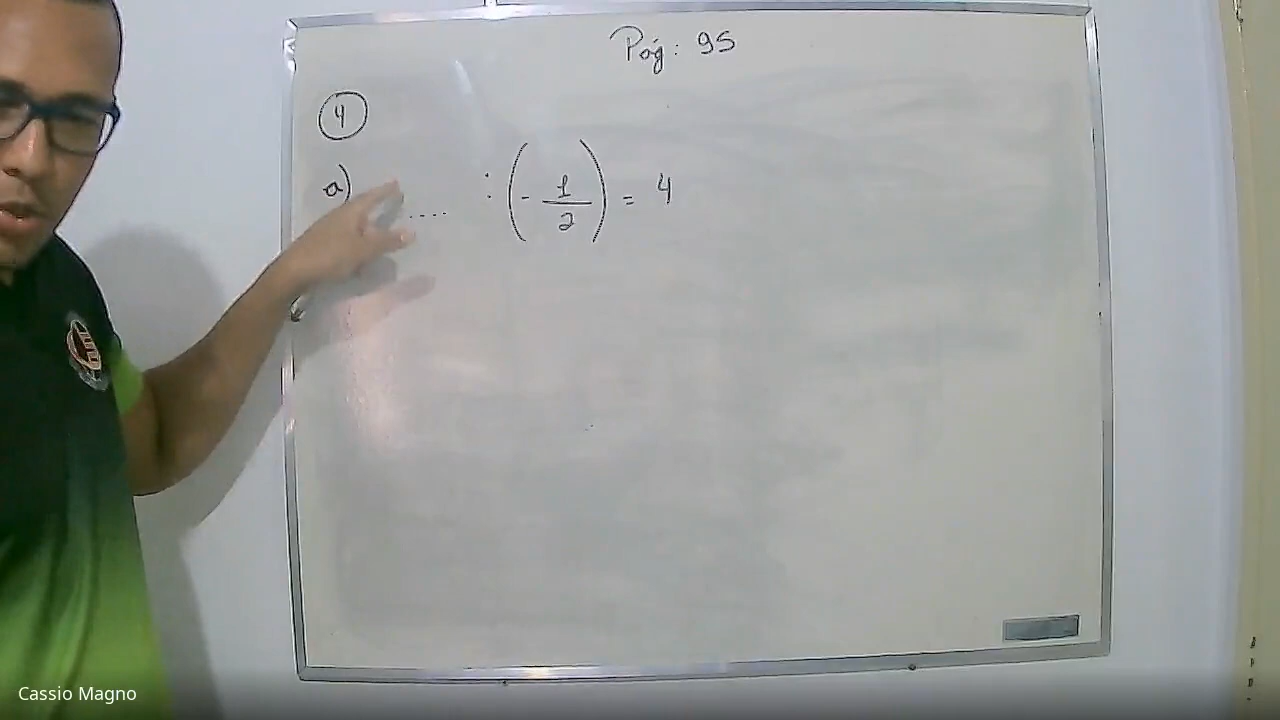 Pág: 95
4
a) ..... : (- 1/2) = 4
Cassio Magno